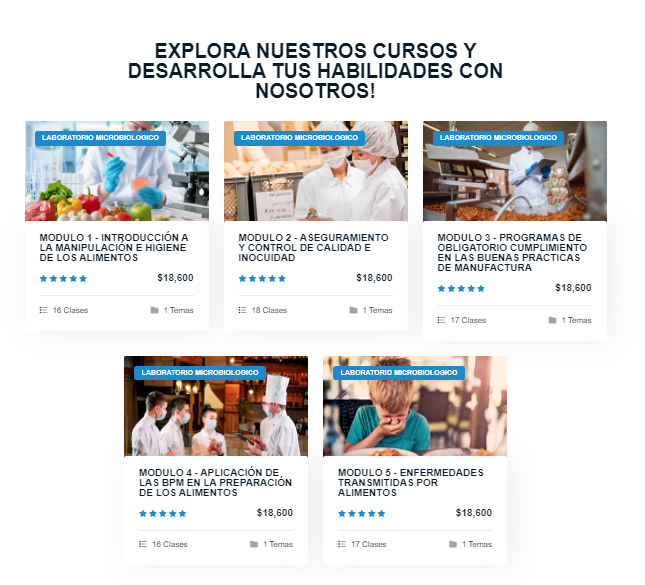 EXPLORA NUESTROS CURSOS Y
DESARROLLA TUS HABILIDADES CON
NOSOTROS!
LABORATORIO MICROBIOLOGICO
MODULO 1 - INTRODUCCIÓN A
LA MANIPULACIÓN E HIGIENE
DE LOS ALIMENTOS
$18,600
16 Clases
1 Temas
LABORATORIO MICROBIOLOGICO
MODULO 2 - ASEGURAMIENTO
Y CONTROL DE CALIDAD E
INOCUIDAD
$18,600
18 Clases
1 Temas
LABORATORIO MICROBIOLOGICO
MODULO 3 - PROGRAMAS DE
OBLIGATORIO CUMPLIMIENTO
EN LAS BUENAS PRACTICAS
DE MANUFACTURA
$18,600
17 Clases
1 Temas
LABORATORIO MICROBIOLOGICO
MODULO 4 - APLICACIÓN DE
LAS BPM EN LA PREPARACIÓN
DE LOS ALIMENTOS
$18,600
16 Clases
1 Temas
LABORATORIO MICROBIOLOGICO
MODULO 5 - ENFERMEDADES
TRANSMITIDAS POR
ALIMENTOS
$18,600
17 Clases
1 Temas